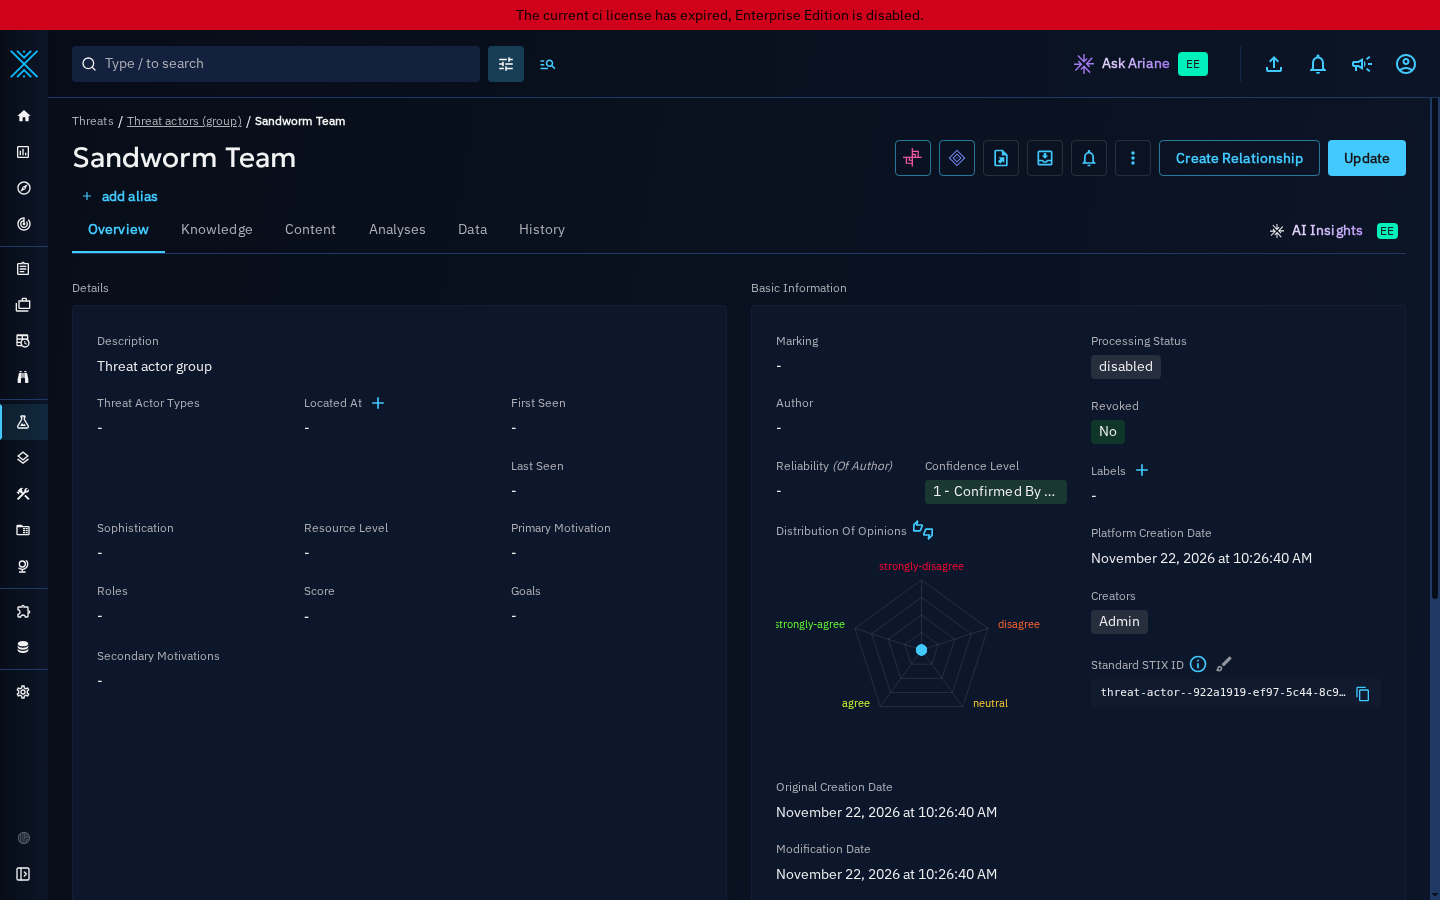 The current ci license has expired, Enterprise Edition is disabled.
Type / to search
Ask Ariane EE
Threats / Threat actors (group) / Sandworm Team
Sandworm Team
Create Relationship
Update
+ add alias
Overview
Knowledge
Content
Analyses
Data
History
AI Insights EE
Details
Description
Threat actor group
Threat Actor Types
-
Located At +
-
First Seen
-
Last Seen
-
Sophistication
-
Resource Level
-
Primary Motivation
-
Roles
-
Score
-
Goals
-
Secondary Motivations
-
Basic Information
Marking
-
Processing Status
disabled
Author
-
Revoked
No
Reliability (Of Author)
-
Confidence Level
1 - Confirmed By ...
Labels +
-
Distribution Of Opinions
strongly-disagree
strongly-agree
disagree
agree
neutral
Platform Creation Date
November 22, 2026 at 10:26:40 AM
Creators
Admin
Standard STIX ID
threat-actor--922a1919-ef97-5c44-8c9…
Original Creation Date
November 22, 2026 at 10:26:40 AM
Modification Date
November 22, 2026 at 10:26:40 AM